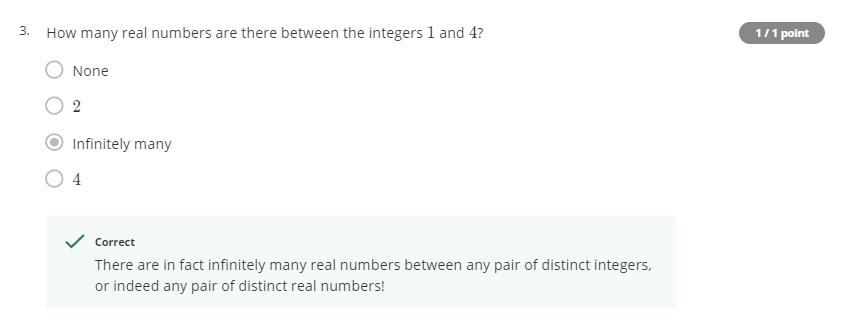 3. How many real numbers are there between the integers 1 and 4?
1 / 1 point
None
2
Infinitely many
4
Correct
There are in fact infinitely many real numbers between any pair of distinct integers,
or indeed any pair of distinct real numbers!